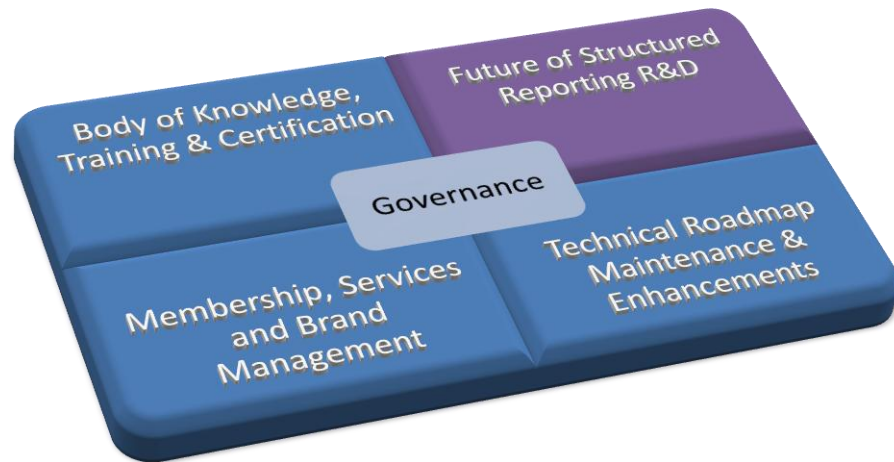 Body of Knowledge,
Training & Certification
Future of Structured
Reporting R&D
Governance
Membership, Services
and Brand
Management
Technical Roadmap
Maintenance &
Enhancements